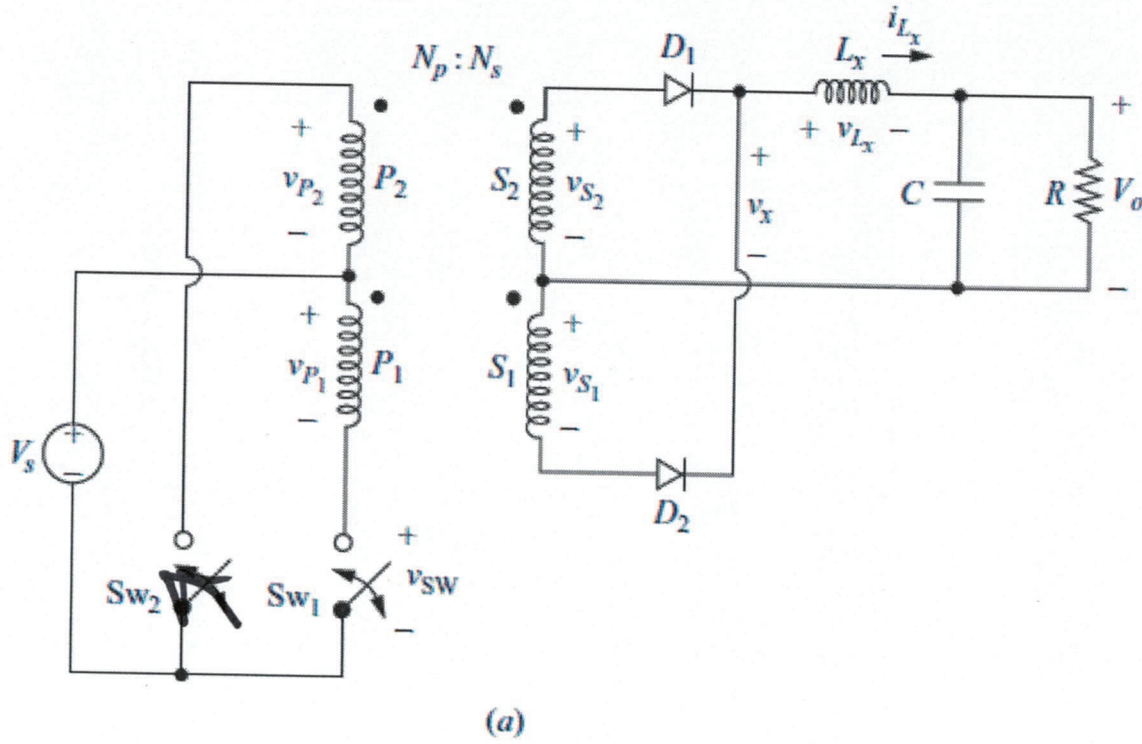 i_{L_x}
N_p : N_s
D_1
L_x
+ v_{L_x} −
+ v_{P_2} −
P_2
S_2
+ v_{S_2} −
+ v_x −
C
R
+ V_o −
+ v_{P_1} −
P_1
S_1
+ v_{S_1} −
V_s
+
−
D_2
Sw_2
Sw_1
+ v_{SW} −
(a)